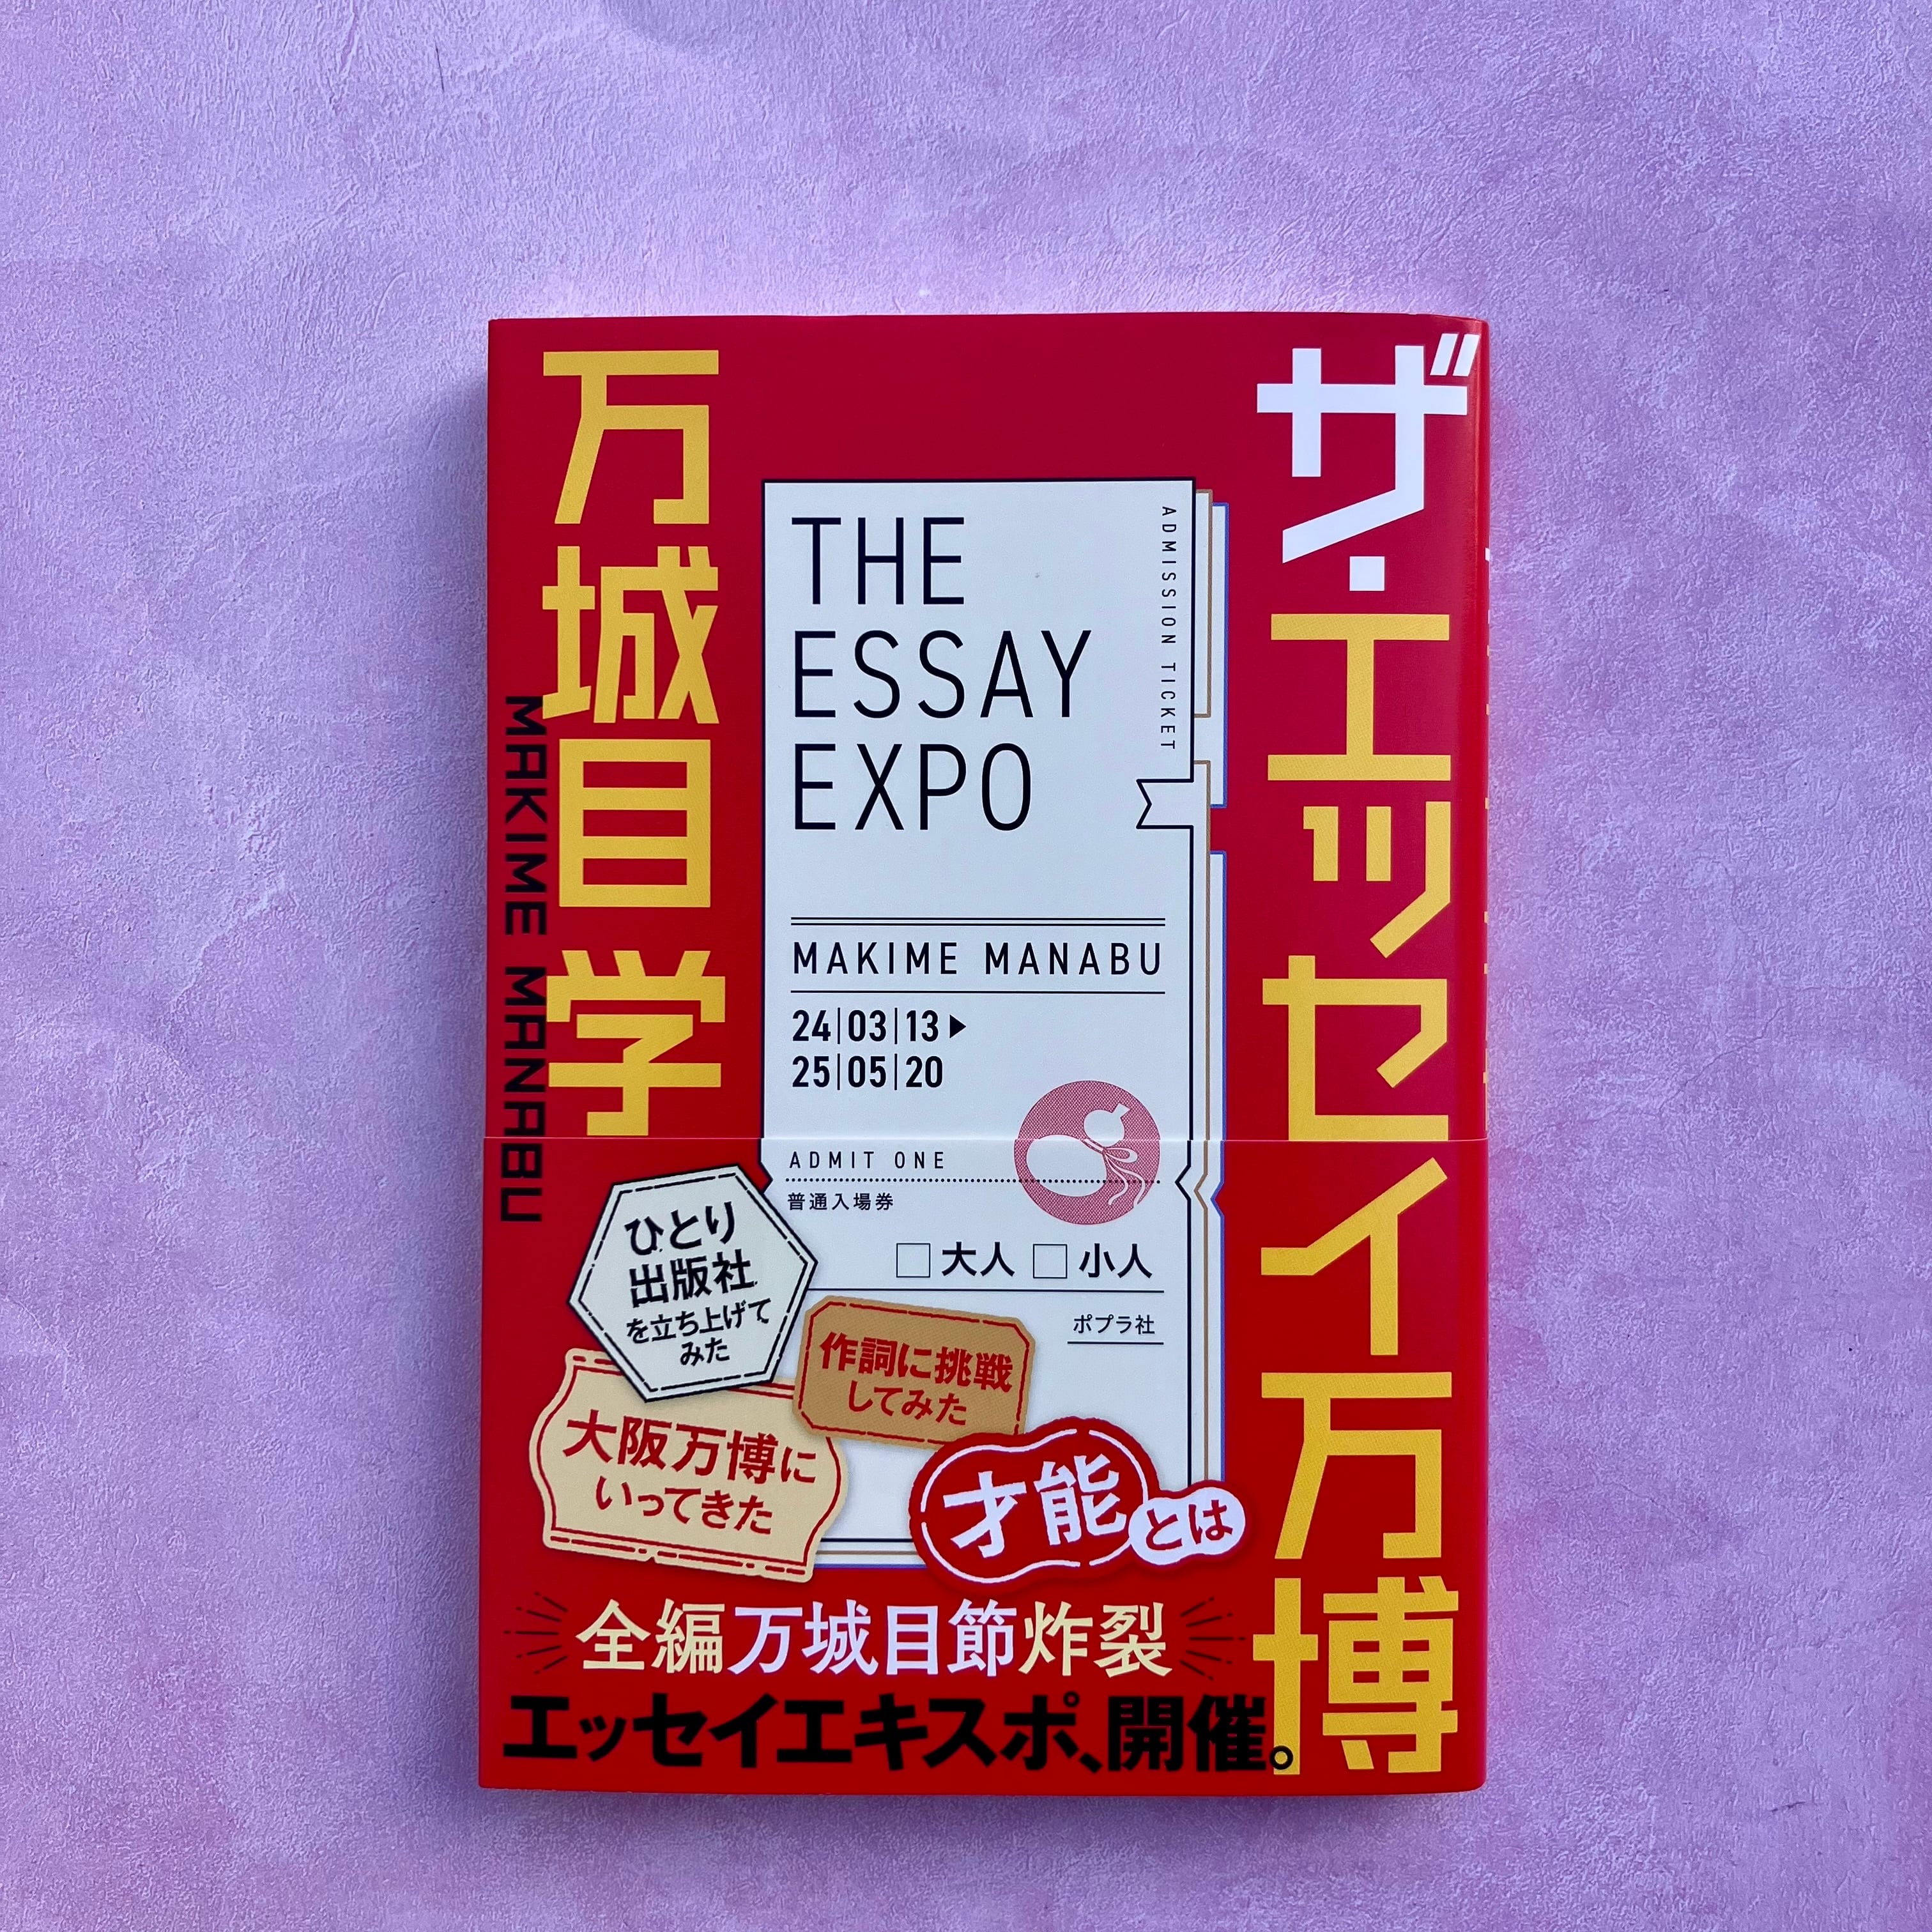 ザ・エッセイ万博
万城目学
MAKIME MANABU
THE
ESSAY
EXPO
ADMISSION TICKET
MAKIME MANABU
24|03|13▶
25|05|20
ADMIT ONE
普通入場券
□大人 □小人
ポプラ社
ひとり
出版社
を立ち上げて
みた
作詞に挑戦
してみた
大阪万博に
いってきた
才能とは
全編万城目節炸裂
エッセイエキスポ、開催。